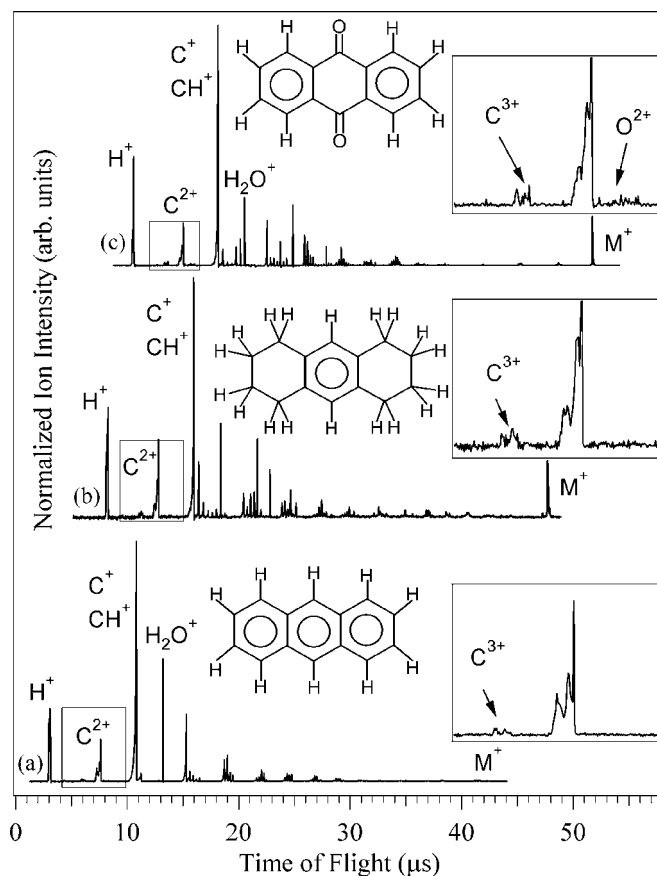 Normalized Ion Intensity (arb. units)
(c)
H⁺
C²⁺
C⁺
CH⁺
H₂O⁺
M⁺
O
H H
H H
H H
H H
O
C³⁺
O²⁺
(b)
H⁺
C²⁺
C⁺
CH⁺
M⁺
H H H H H
H H
H H
H H
H H
H H H H H
C³⁺
(a)
H⁺
C²⁺
C⁺
CH⁺
H₂O⁺
M⁺
H H H
H H
H H
H H H
C³⁺
0 10 20 30 40 50
Time of Flight (μs)